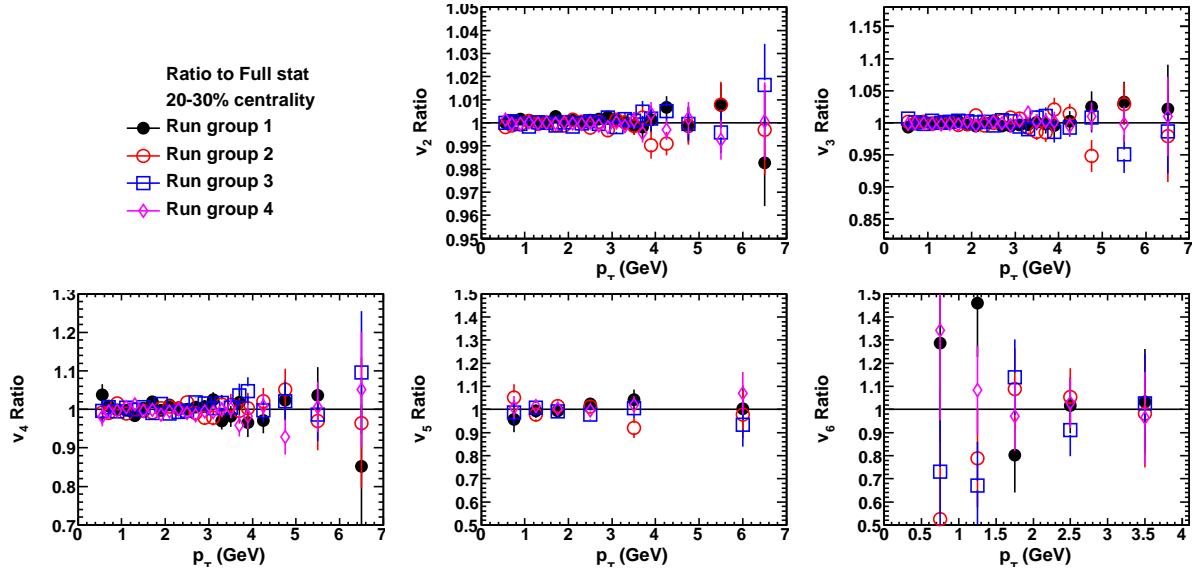 Ratio to Full stat
20-30% centrality
Run group 1
Run group 2
Run group 3
Run group 4
v2 Ratio
1.05
1.04
1.03
1.02
1.01
1
0.99
0.98
0.97
0.96
0.95
0 1 2 3 4 5 6 7
pT (GeV)
v3 Ratio
1.15
1.1
1.05
1
0.95
0.9
0.85
0 1 2 3 4 5 6 7
pT (GeV)
v4 Ratio
1.3
1.2
1.1
1
0.9
0.8
0.7
0 1 2 3 4 5 6 7
pT (GeV)
v5 Ratio
1.5
1.4
1.3
1.2
1.1
1
0.9
0.8
0.7
0.6
0.5
0 1 2 3 4 5 6 7
pT (GeV)
v6 Ratio
1.5
1.4
1.3
1.2
1.1
1
0.9
0.8
0.7
0.6
0.5
0 0.5 1 1.5 2 2.5 3 3.5 4
pT (GeV)